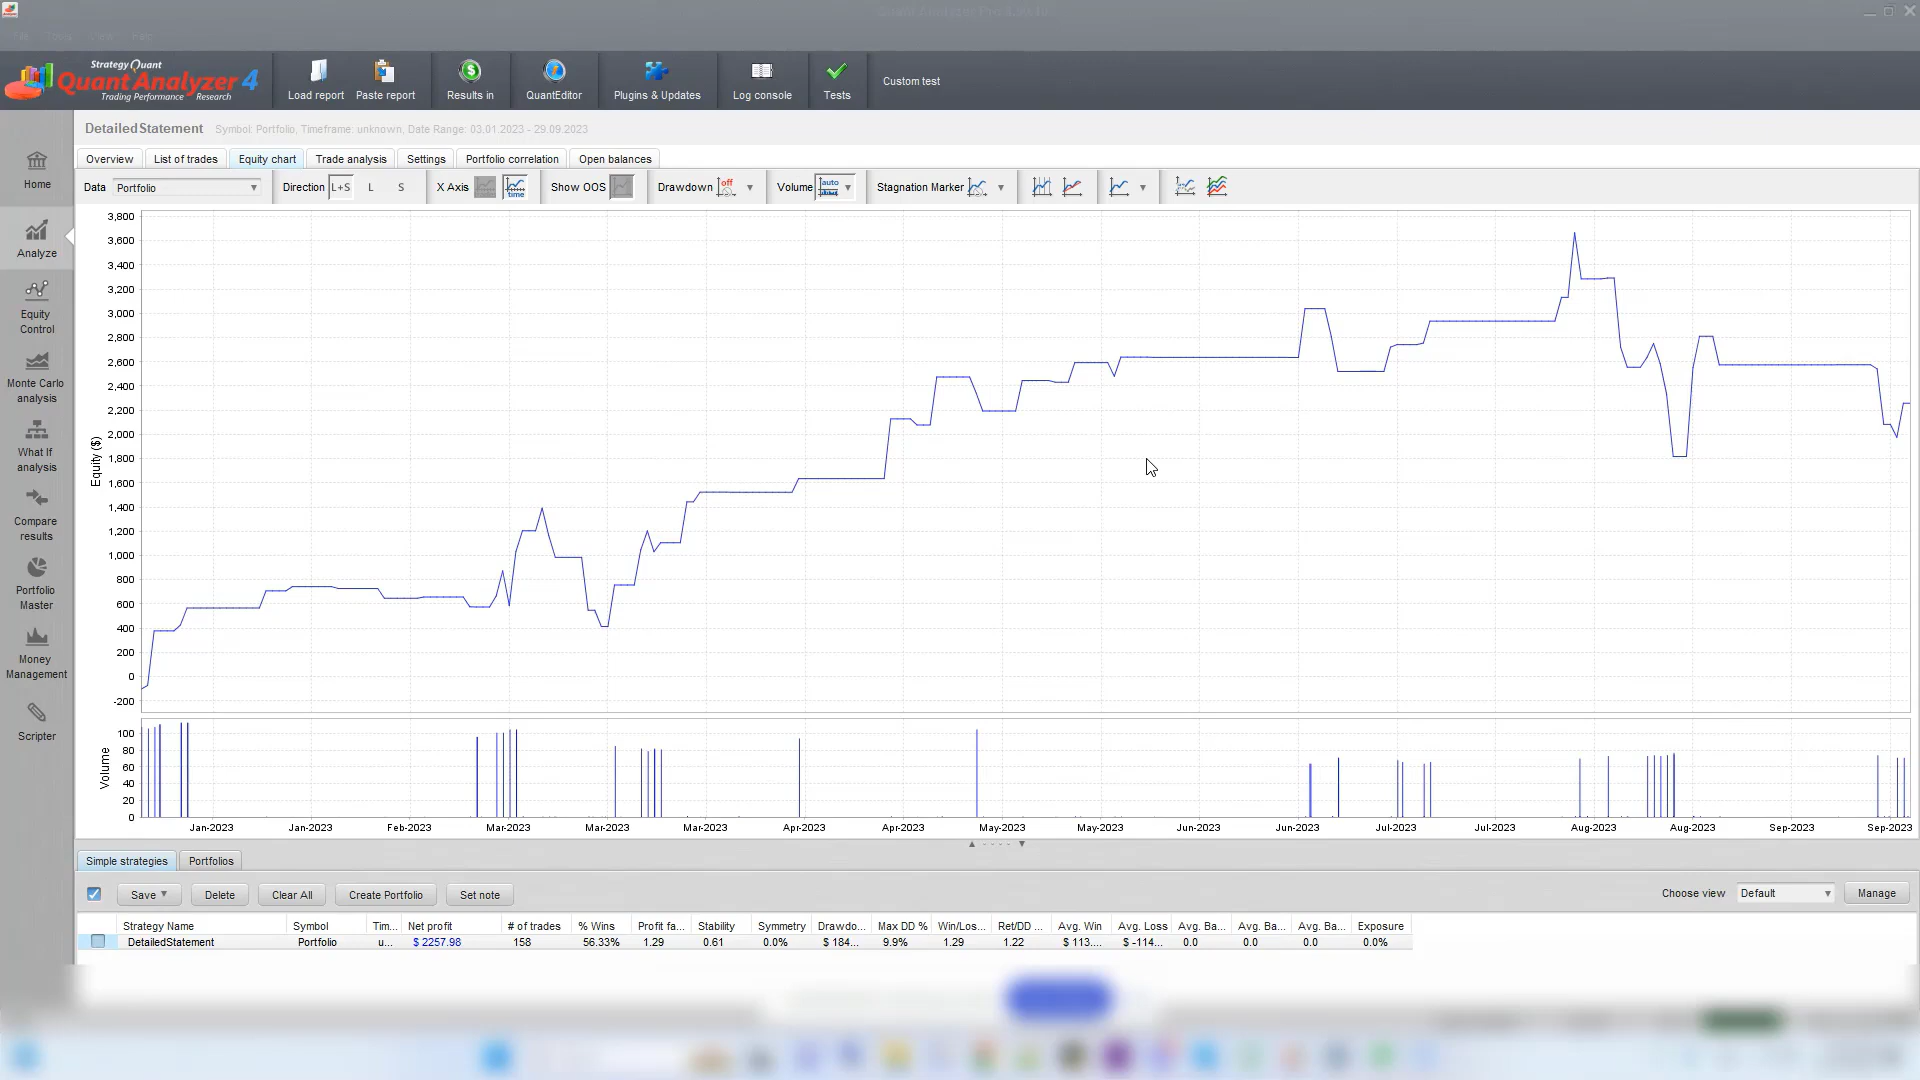 Strategy Quant
QuantAnalyzer 4
Trading Performance Research
Load report
Paste report
Results in
QuantEditor
Plugins & Updates
Log console
Tests
Custom test
DetailedStatement Symbol: Portfolio, Timeframe: unknown, Date Range: 03.01.2023 - 29.09.2023
Overview List of trades Equity chart Trade analysis Settings Portfolio correlation Open balances
Data Portfolio Direction L+S L S X Axis time Show OOS Drawdown off Volume auto Stagnation Marker
Home
Analyze
Equity
Control
Monte Carlo
analysis
What If
analysis
Compare
results
Portfolio
Master
Money
Management
Scripter
3,800
3,600
3,400
3,200
3,000
2,800
2,600
2,400
2,200
2,000
1,800
1,600
1,400
1,200
1,000
800
600
400
200
0
-200
Equity ($)
100
80
60
40
20
0
Volume
Jan-2023 Jan-2023 Feb-2023 Mar-2023 Mar-2023 Mar-2023 Apr-2023 Apr-2023 May-2023 May-2023 Jun-2023 Jun-2023 Jul-2023 Jul-2023 Aug-2023 Aug-2023 Sep-2023 Sep-2023
Simple strategies Portfolios
Save Delete Clear All Create Portfolio Set note Choose view Default Manage
Strategy Name Symbol Tim... Net profit # of trades % Wins Profit fa... Stability Symmetry Drawdo... Max DD % Win/Los... Ret/DD ... Avg. Win Avg. Loss Avg. Ba... Avg. Ba... Avg. Ba... Exposure
DetailedStatement Portfolio u... $ 2257.98 158 56.33% 1.29 0.61 0.0% $ 184... 9.9% 1.29 1.22 $ 113.... $ -114... 0.0 0.0 0.0 0.0%